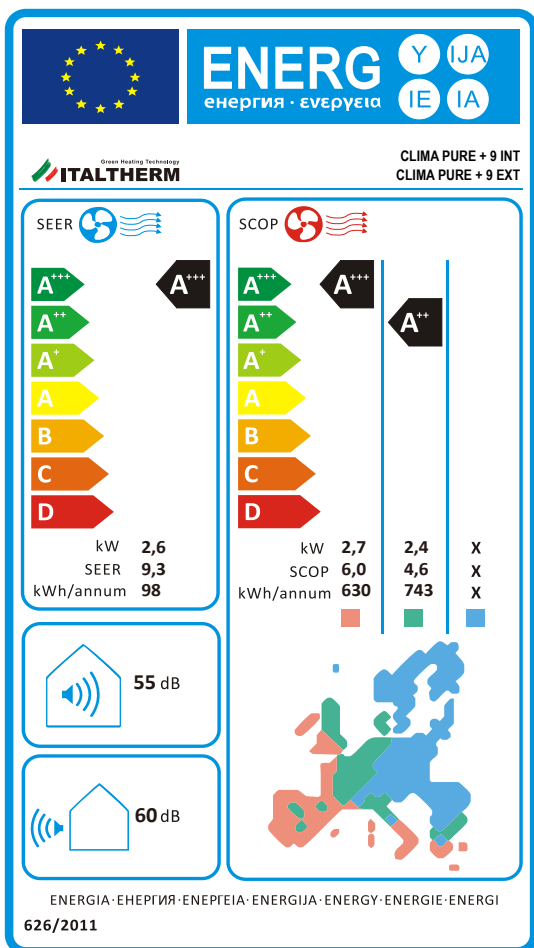 ENERG
енергия · ενεργεια
Y IJA
IE IA
Green Heating Technology
ITALTHERM
CLIMA PURE + 9 INT
CLIMA PURE + 9 EXT
SEER
A+++
A+++
A++
A+
A
B
C
D
kW 2,6
SEER 9,3
kWh/annum 98
SCOP
A+++
A+++
A++
A++
A+
A
B
C
D
kW 2,7 2,4 X
SCOP 6,0 4,6 X
kWh/annum 630 743 X
55 dB
60 dB
ENERGIA·ЕНЕРГИЯ·ΕΝΕΡΓΕΙΑ·ENERGIJA·ENERGY·ENERGIE·ENERGI
626/2011